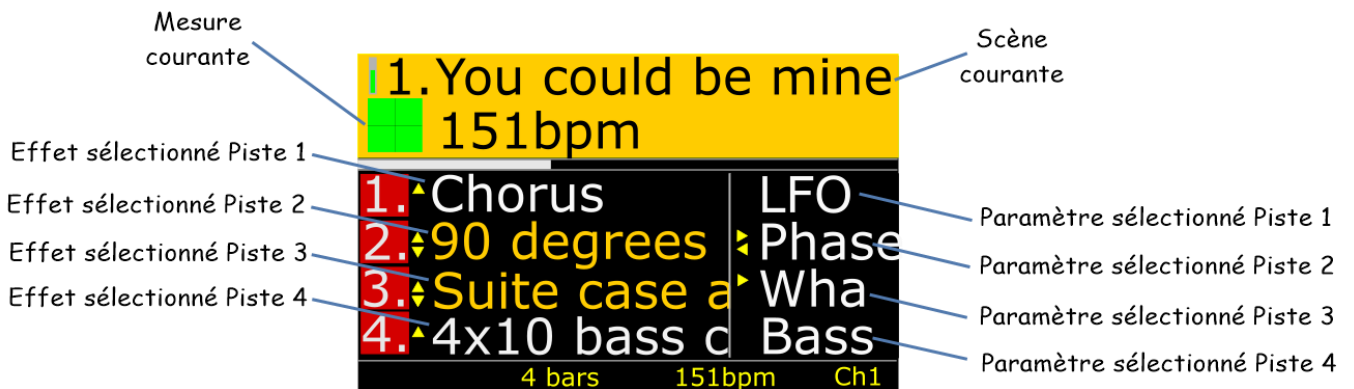 Mesure
courante
Scène
courante
1.You could be mine
151bpm
Effet sélectionné Piste 1
Effet sélectionné Piste 2
Effet sélectionné Piste 3
Effet sélectionné Piste 4
1. Chorus LFO
2. 90 degrees Phase
3. Suite case a Wha
4. 4x10 bass c Bass
4 bars 151bpm Ch1
Paramètre sélectionné Piste 1
Paramètre sélectionné Piste 2
Paramètre sélectionné Piste 3
Paramètre sélectionné Piste 4